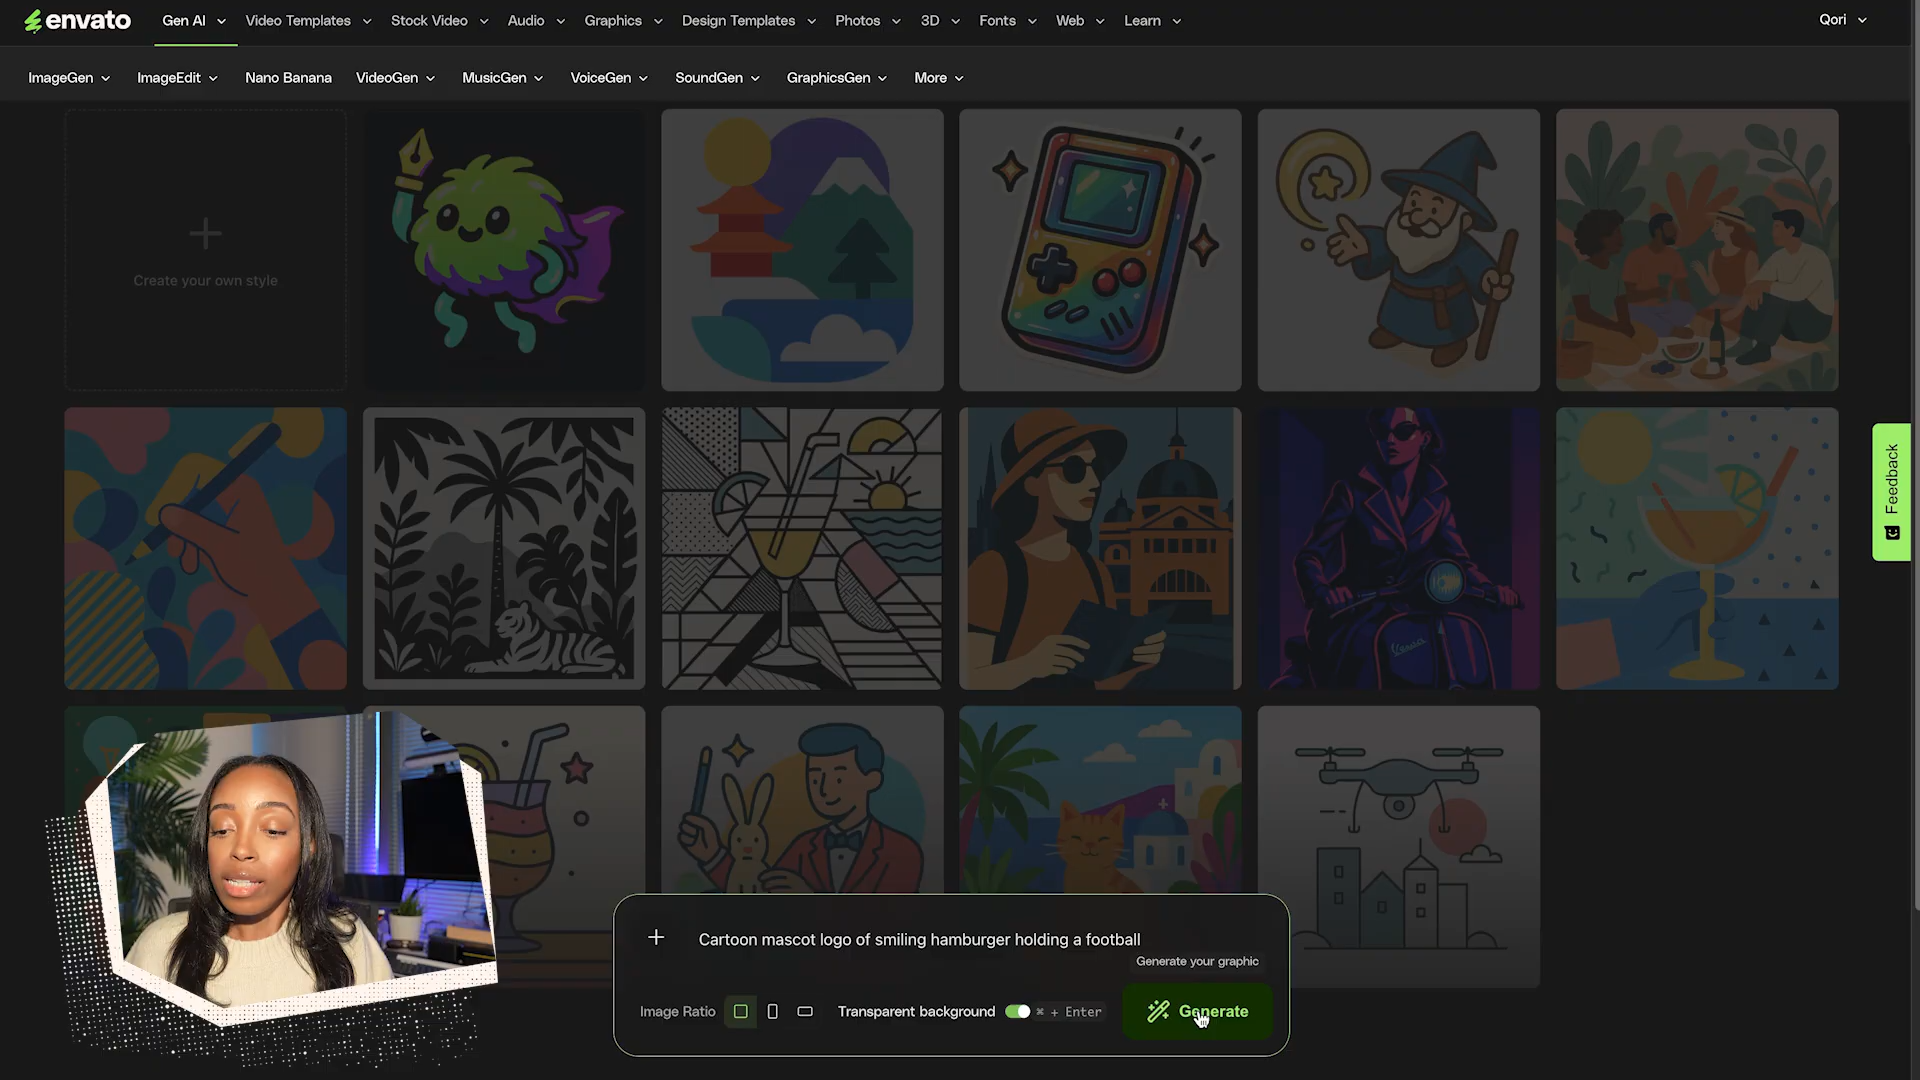 envato
Gen AI
Video Templates
Stock Video
Audio
Graphics
Design Templates
Photos
3D
Fonts
Web
Learn
Qori
ImageGen
ImageEdit
Nano Banana
VideoGen
MusicGen
VoiceGen
SoundGen
GraphicsGen
More
Create your own style
Feedback
Vespa
Cartoon mascot logo of smiling hamburger holding a football
Generate your graphic
Image Ratio
Transparent background
⌘ + Enter
Generate